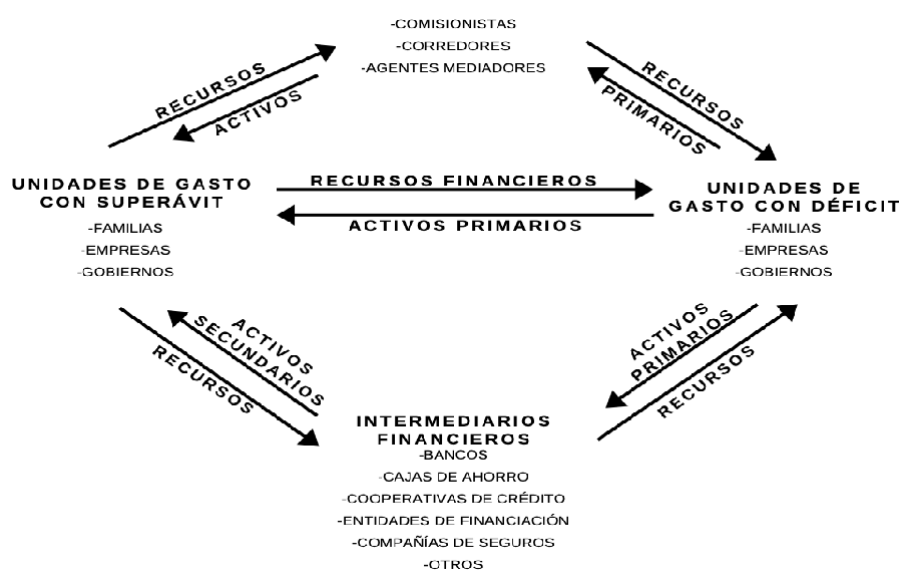 -COMISIONISTAS
-CORREDORES
-AGENTES MEDIADORES
RECURSOS
ACTIVOS
RECURSOS
PRIMARIOS
UNIDADES DE GASTO
CON SUPERÁVIT
-FAMILIAS
-EMPRESAS
-GOBIERNOS
RECURSOS FINANCIEROS
ACTIVOS PRIMARIOS
UNIDADES DE
GASTO CON DÉFICIT
-FAMILIAS
-EMPRESAS
-GOBIERNOS
ACTIVOS
SECUNDARIOS
RECURSOS
ACTIVOS
PRIMARIOS
RECURSOS
INTERMEDIARIOS
FINANCIEROS
-BANCOS
-CAJAS DE AHORRO
-COOPERATIVAS DE CRÉDITO
-ENTIDADES DE FINANCIACIÓN
-COMPAÑÍAS DE SEGUROS
-OTROS